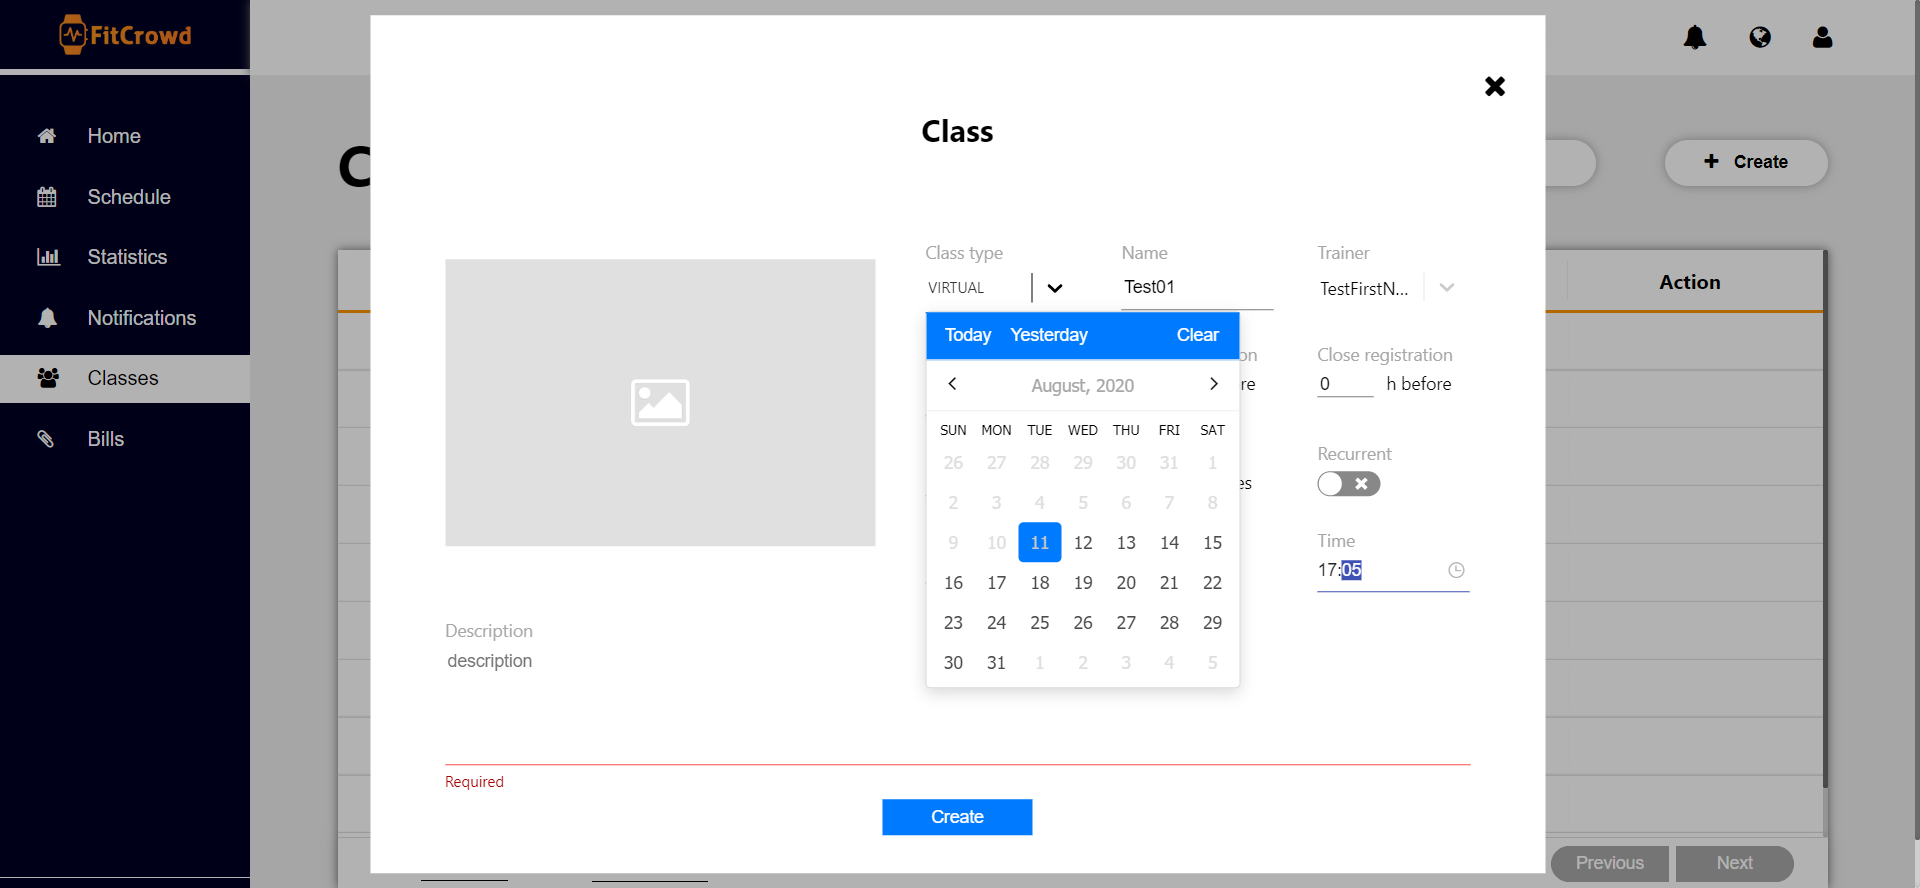 FitCrowd
Home
Schedule
Statistics
Notifications
Classes
Bills
C
Create
Action
Class
Class type
VIRTUAL
Name
Test01
Trainer
TestFirstN...
Today Yesterday Clear
on
re
Close registration
0 h before
August, 2020
SUN MON TUE WED THU FRI SAT
26 27 28 29 30 31 1
2 3 4 5 6 7 8
9 10 11 12 13 14 15
16 17 18 19 20 21 22
23 24 25 26 27 28 29
30 31 1 2 3 4 5
Recurrent
es
Time
17:05
Description
description
Required
Create
Previous Next